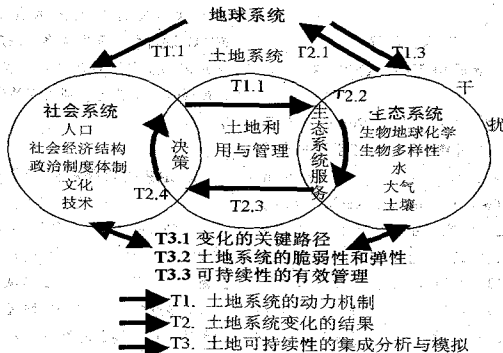 地球系统
T1.1 土地系统 T2.1 T1.3
T1.1
T2.2
干
扰
社会系统
人口
社会经济结构
政治制度体制
文化
技术
决策
土地利
用与管理
生态系统服务
生态系统
生物地球化学
生物多样性
水
大气
土壤
T2.4
T2.3
T3.1 变化的关键路径
T3.2 土地系统的脆弱性和弹性
T3.3 可持续性的有效管理
T1. 土地系统的动力机制
T2. 土地系统变化的结果
T3. 土地可持续性的集成分析与模拟